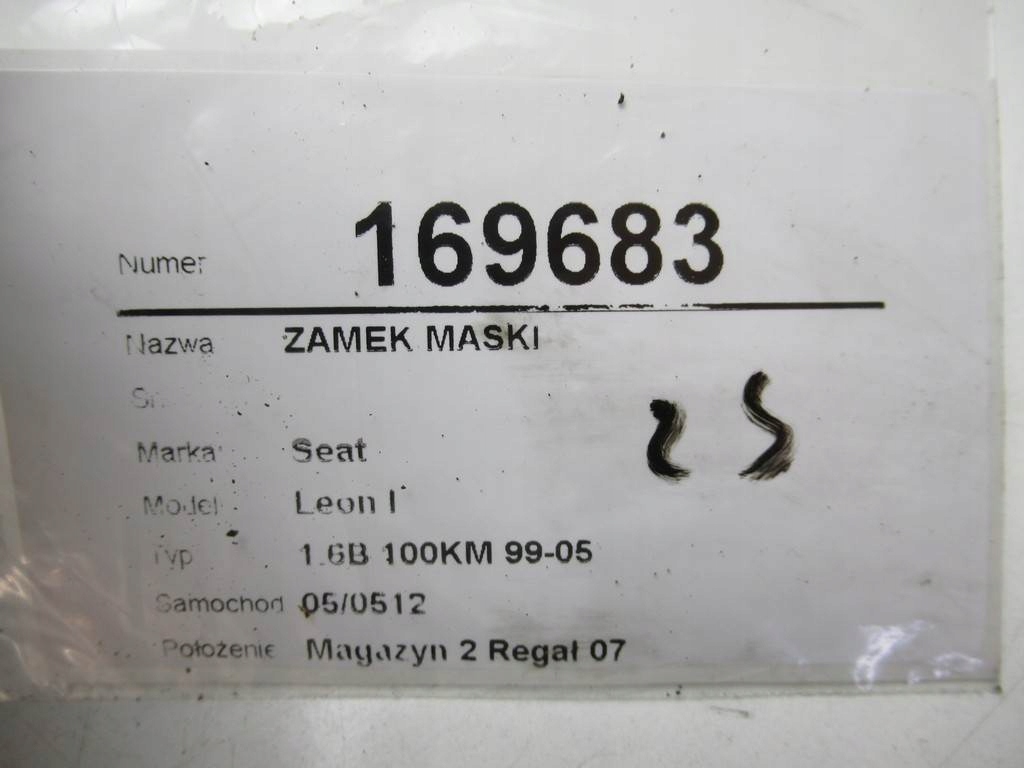 Numer 169683
Nazwa ZAMEK MASKI
Marka Seat
Model Leon I
Typ 1.6B 100KM 99-05
Samochod 05/0512
Położenie Magazyn 2 Regał 07